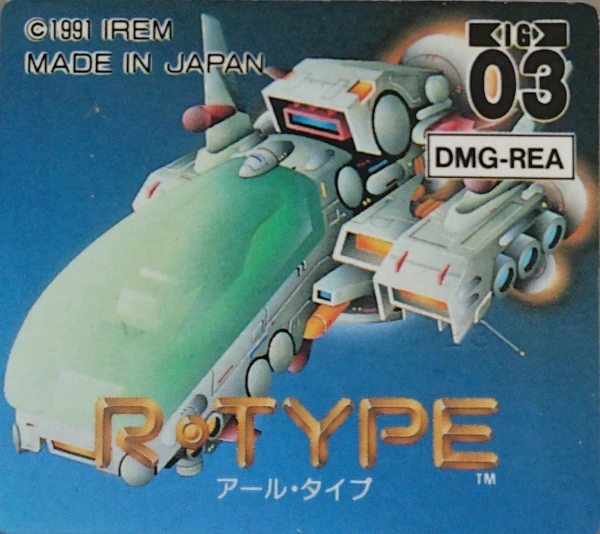 ©1991 IREM
MADE IN JAPAN
IG
03
DMG-REA
R•TYPE
TM
アール・タイプ